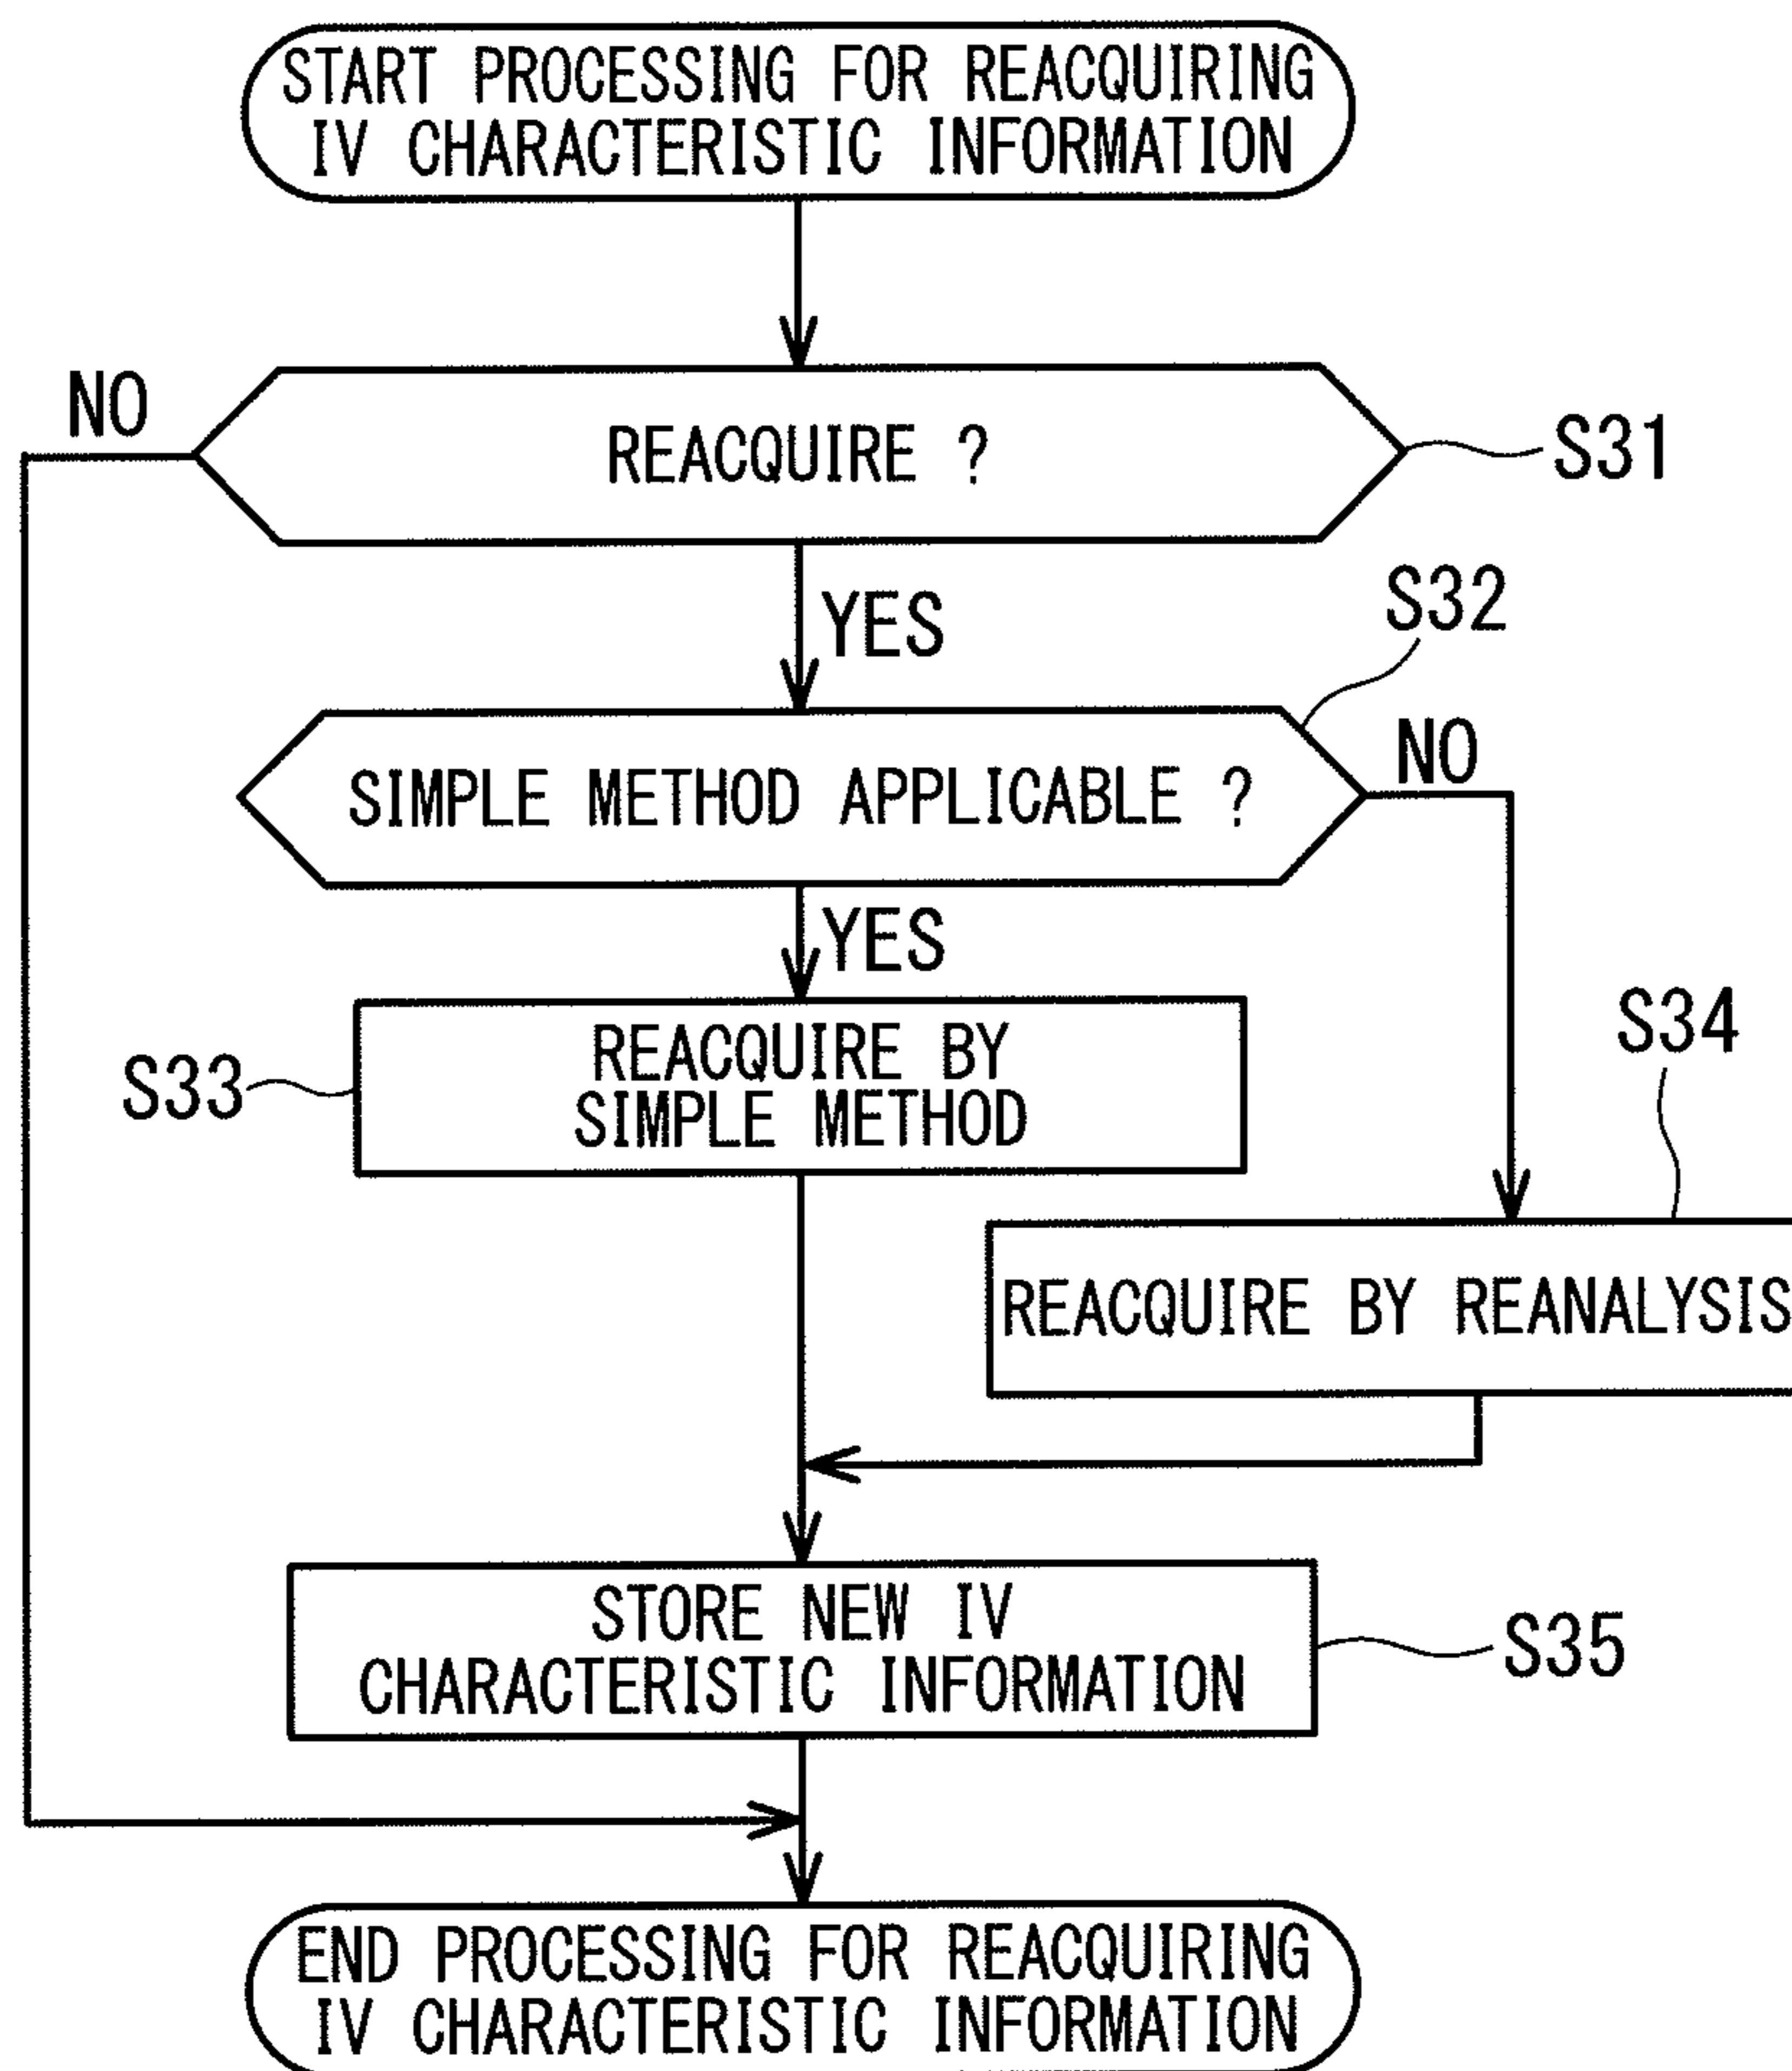 START PROCESSING FOR REACQUIRING
IV CHARACTERISTIC INFORMATION
NO
REACQUIRE ?
S31
YES
S32
SIMPLE METHOD APPLICABLE ?
NO
YES
REACQUIRE BY
SIMPLE METHOD
S33
S34
REACQUIRE BY REANALYSIS
STORE NEW IV
CHARACTERISTIC INFORMATION
S35
END PROCESSING FOR REACQUIRING
IV CHARACTERISTIC INFORMATION